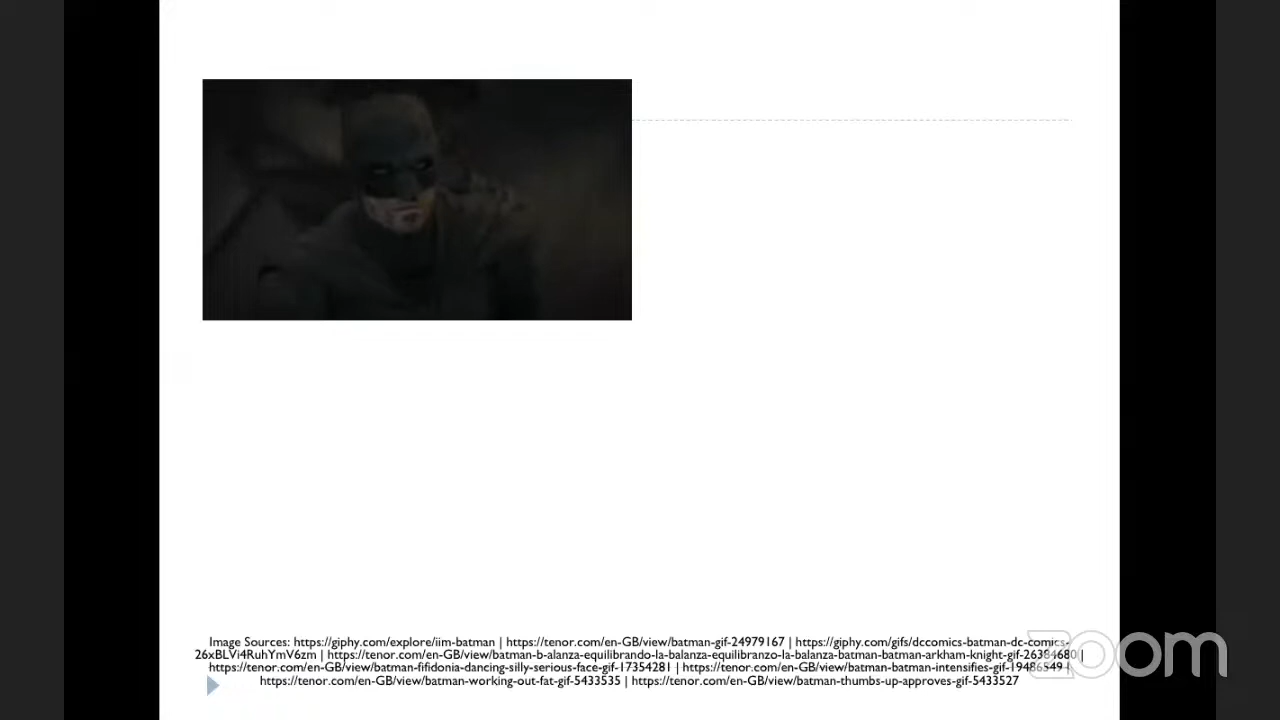 Image Sources: https://giphy.com/explore/iim-batman | https://tenor.com/en-GB/view/batman-gif-24979167 | https://giphy.com/gifs/dccomics-batman-dc-comics-
26xBLVi4RuhYmV6zm | https://tenor.com/en-GB/view/batman-b-alanza-equilibrando-la-balanza-equilibranzo-la-balanza-batman-batman-arkham-knight-gif-26384680 |
https://tenor.com/en-GB/view/batman-fifidonia-dancing-silly-serious-face-gif-17354281 | https://tenor.com/en-GB/view/batman-batman-intensifies-gif-19486549 |
https://tenor.com/en-GB/view/batman-working-out-fat-gif-5433535 | https://tenor.com/en-GB/view/batman-thumbs-up-approves-gif-5433527
zoom